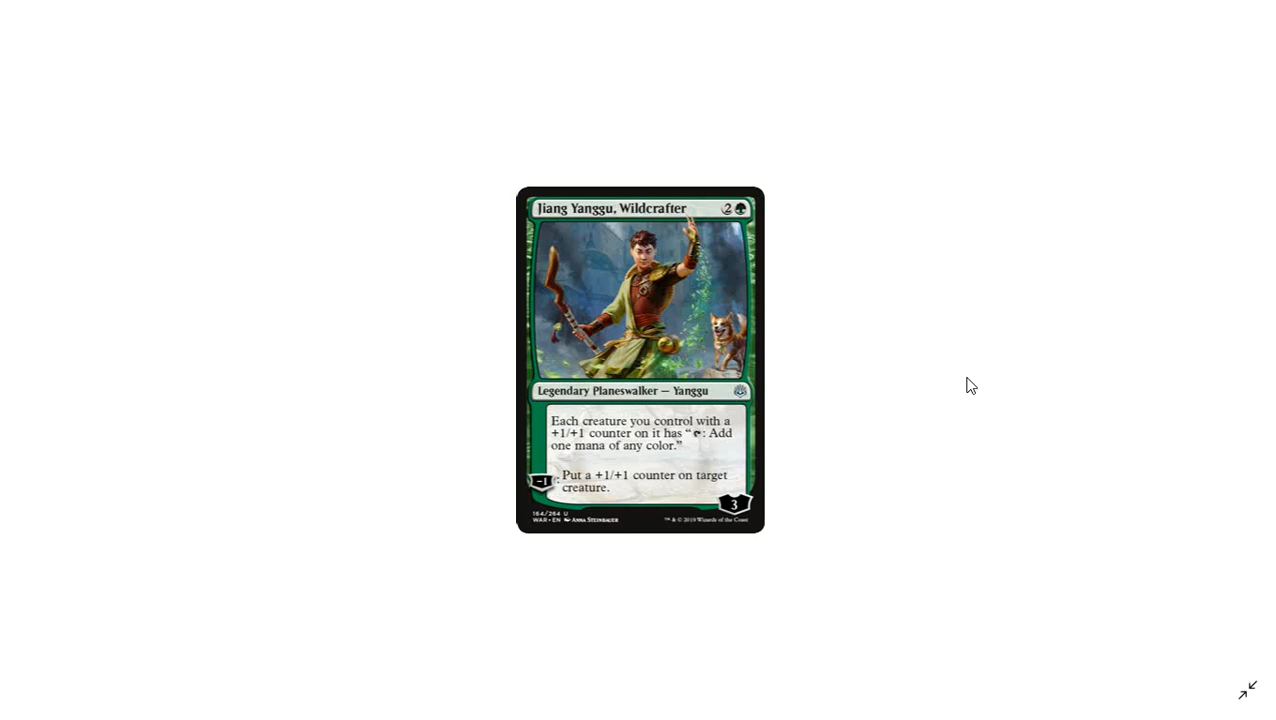 Jiang Yanggu, Wildcrafter 2
Legendary Planeswalker — Yanggu
Each creature you control with a
+1/+1 counter on it has “: Add
one mana of any color.”
−1: Put a +1/+1 counter on target
creature.
3
164/264 U
WAR • EN Anna Steinbauer ™ & © 2019 Wizards of the Coast